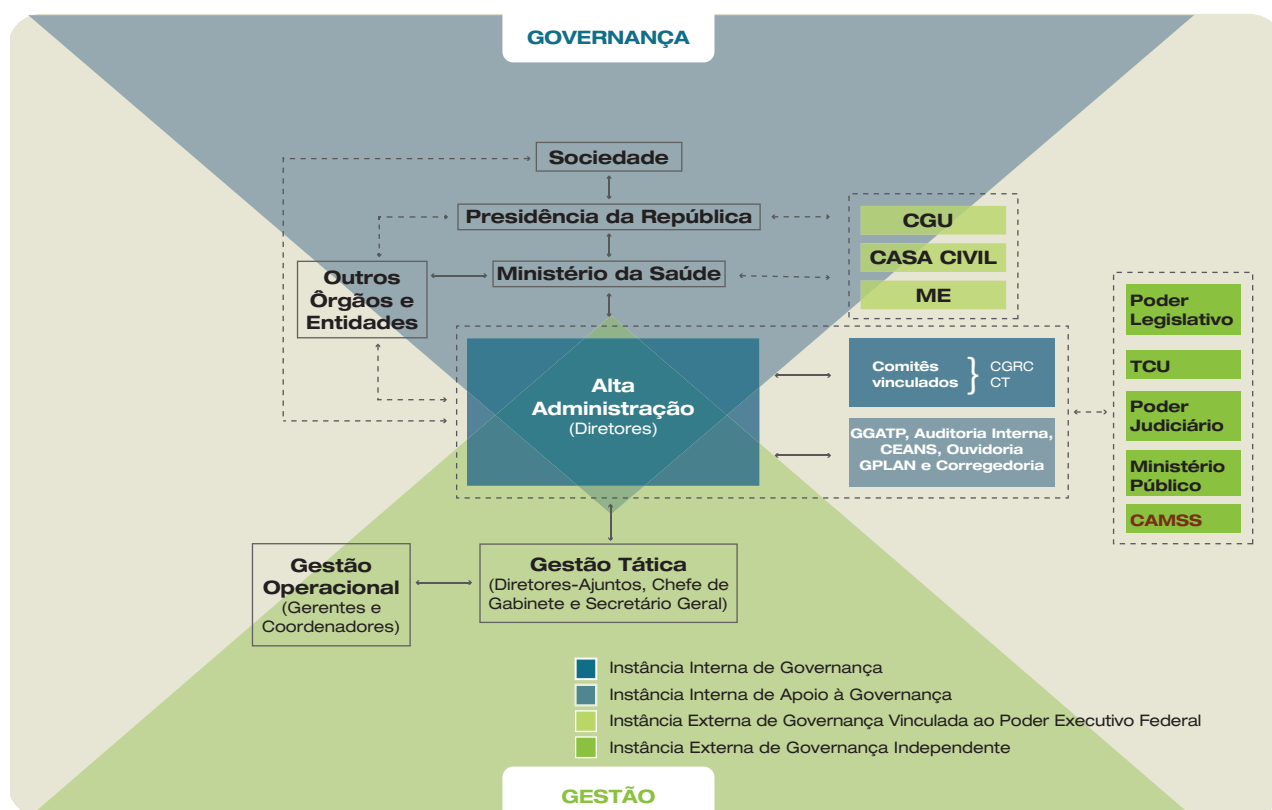 GOVERNANÇA
Sociedade
Presidência da República
Ministério da Saúde
Outros
Ôrgãos e
Entidades
CGU
CASA CIVIL
ME
Poder
Legislativo
TCU
Poder
Judiciário
Ministério
Público
CAMSS
Alta
Administração
(Diretores)
Comitês
vinculados } CGRC
CT
GGATP, Auditoria Interna,
CEANS, Ouvidoria
GPLAN e Corregedoria
Gestão
Operacional
(Gerentes e
Coordenadores)
Gestão Tática
(Diretores-Ajuntos, Chefe de
Gabinete e Secretário Geral)
Instância Interna de Governança
Instância Interna de Apoio à Governança
Instância Externa de Governança Vinculada ao Poder Executivo Federal
Instância Externa de Governança Independente
GESTÃO